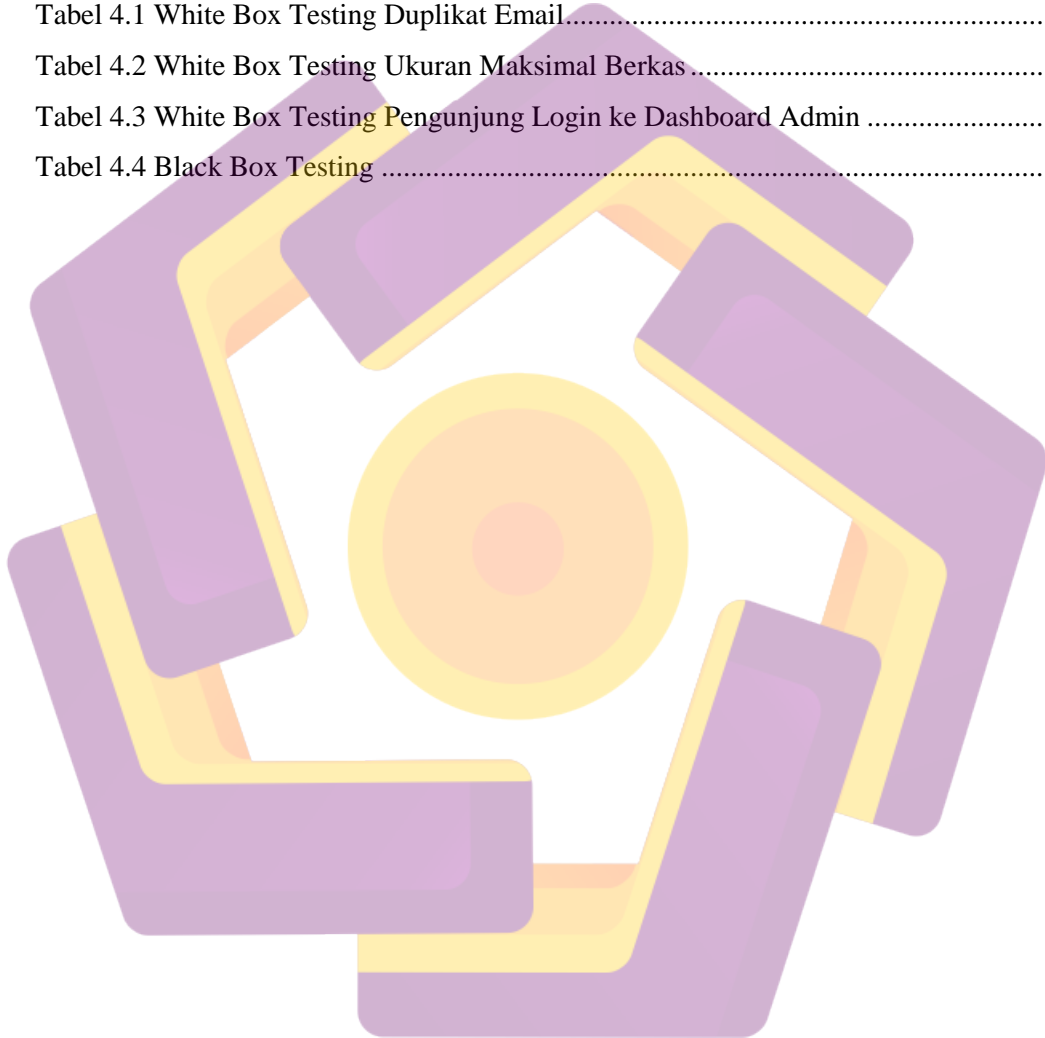 Tabel 4.1 White Box Testing Duplikat Email................................................................
Tabel 4.2 White Box Testing Ukuran Maksimal Berkas ...............................................
Tabel 4.3 White Box Testing Pengunjung Login ke Dashboard Admin ........................
Tabel 4.4 Black Box Testing .........................................................................................